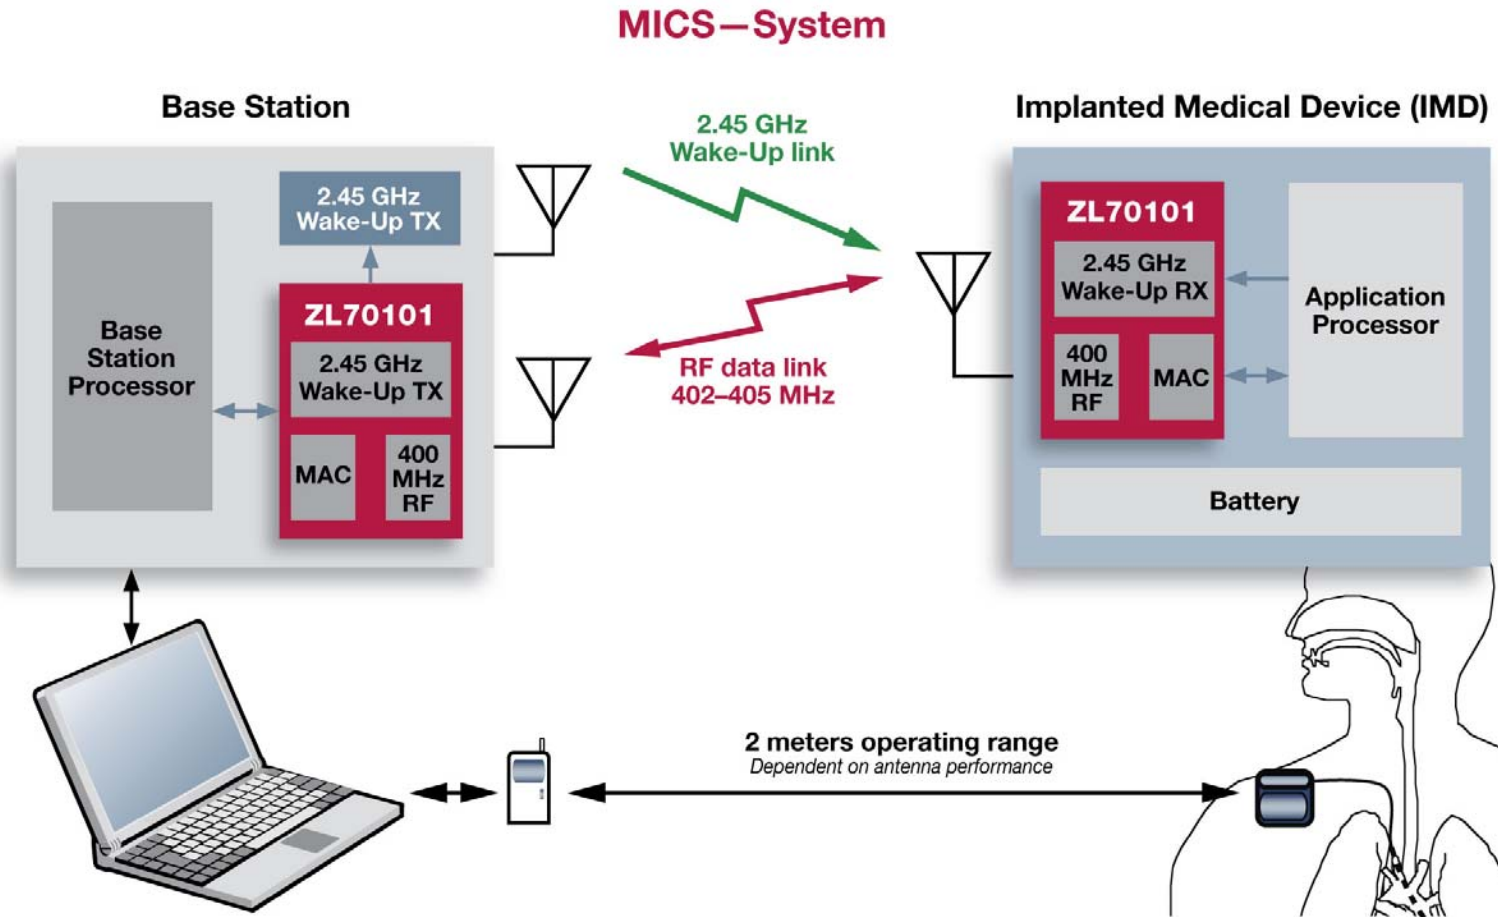 MICS—System
Base Station
2.45 GHz
Wake-Up TX
Base
Station
Processor
ZL70101
2.45 GHz
Wake-Up TX
MAC
400
MHz
RF
2.45 GHz
Wake-Up link
RF data link
402–405 MHz
Implanted Medical Device (IMD)
ZL70101
2.45 GHz
Wake-Up RX
400
MHz
RF
MAC
Application
Processor
Battery
2 meters operating range
Dependent on antenna performance